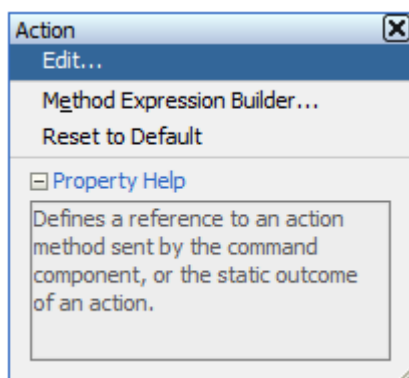 Action
Edit...
Method Expression Builder...
Reset to Default
Property Help
Defines a reference to an action
method sent by the command
component, or the static outcome
of an action.